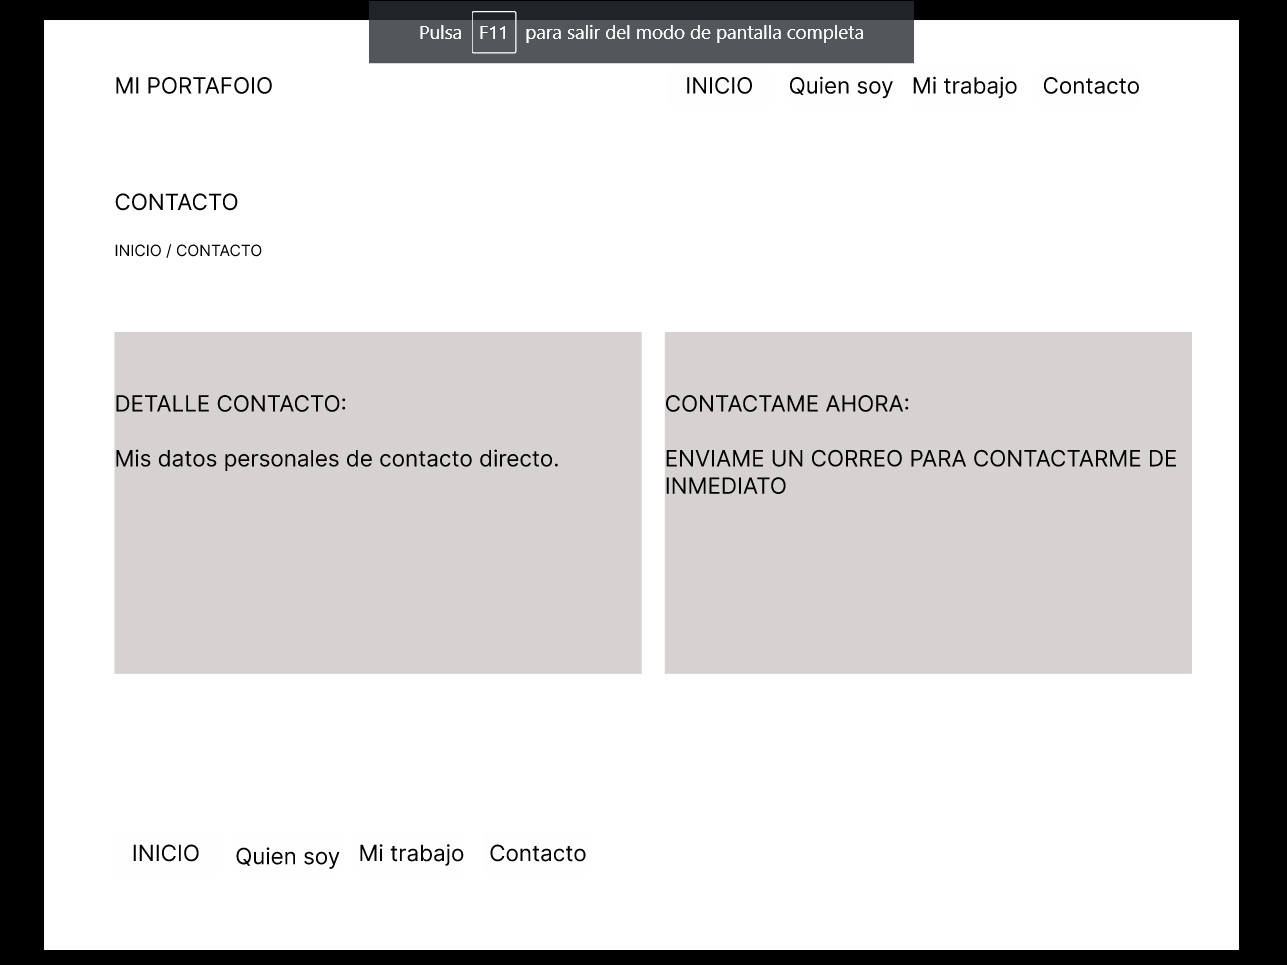 Pulsa F11 para salir del modo de pantalla completa
MI PORTAFOIO
INICIO Quien soy Mi trabajo Contacto
CONTACTO
INICIO / CONTACTO
DETALLE CONTACTO:
Mis datos personales de contacto directo.
CONTACTAME AHORA:
ENVIAME UN CORREO PARA CONTACTARME DE
INMEDIATO
INICIO Quien soy Mi trabajo Contacto